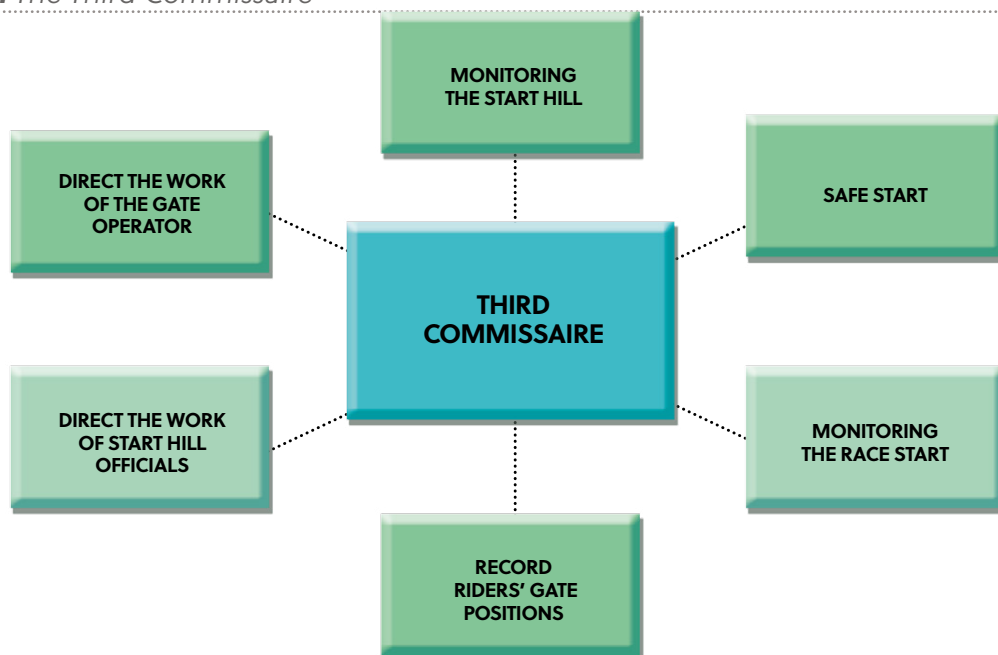 The Third Commissaire
MONITORING
THE START HILL
DIRECT THE WORK
OF THE GATE
OPERATOR
SAFE START
THIRD
COMMISSAIRE
DIRECT THE WORK
OF START HILL
OFFICIALS
MONITORING
THE RACE START
RECORD
RIDERS’ GATE
POSITIONS